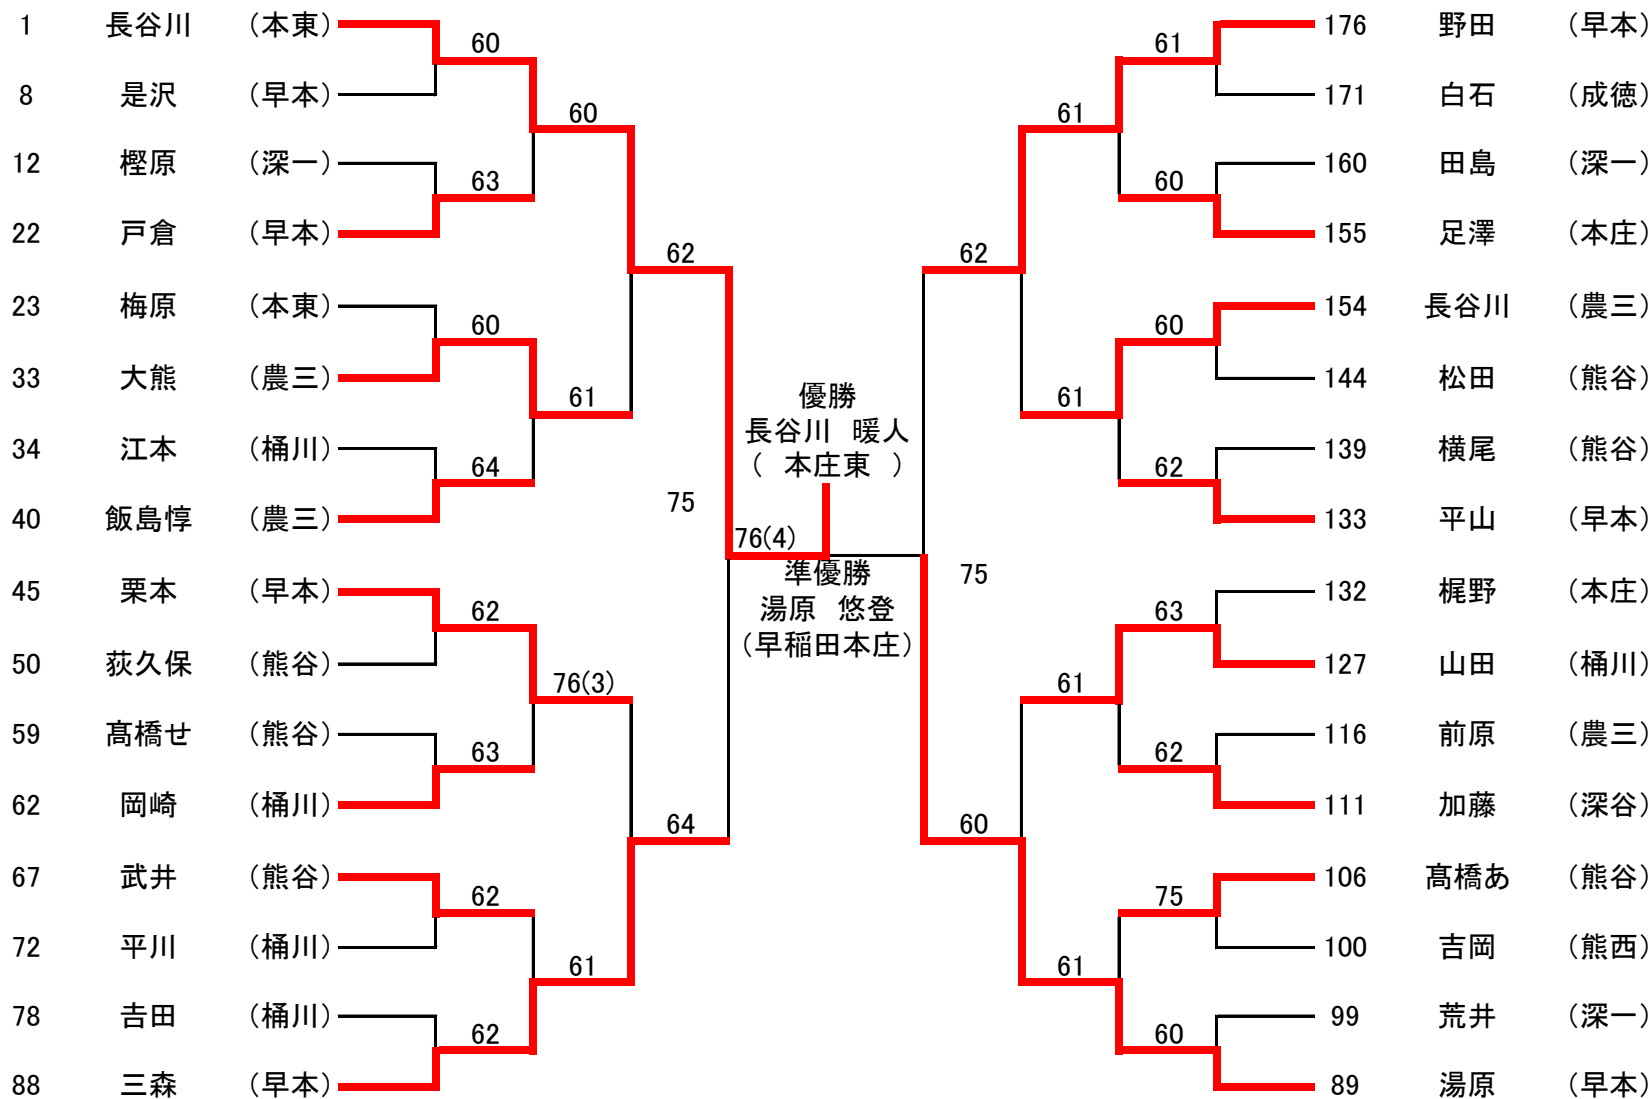 1 長谷川 (本東)
60
8 是沢 (早本)
60
12 樫原 (深一)
63
22 戸倉 (早本)
62
23 梅原 (本東)
60
33 大熊 (農三)
61
34 江本 (桶川)
64
40 飯島惇 (農三)
75
45 栗本 (早本)
62
50 荻久保 (熊谷)
76(3)
59 髙橋せ (熊谷)
63
62 岡崎 (桶川)
64
67 武井 (熊谷)
62
72 平川 (桶川)
61
78 吉田 (桶川)
62
88 三森 (早本)
優勝
長谷川 暖人
( 本庄東 )
76(4)
準優勝
湯原 悠登
(早稲田本庄)
176 野田 (早本)
61
171 白石 (成徳)
61
160 田島 (深一)
60
155 足澤 (本庄)
62
154 長谷川 (農三)
60
144 松田 (熊谷)
61
139 横尾 (熊谷)
62
133 平山 (早本)
75
132 梶野 (本庄)
63
127 山田 (桶川)
61
116 前原 (農三)
62
111 加藤 (深谷)
60
106 髙橋あ (熊谷)
75
100 吉岡 (熊西)
61
99 荒井 (深一)
60
89 湯原 (早本)